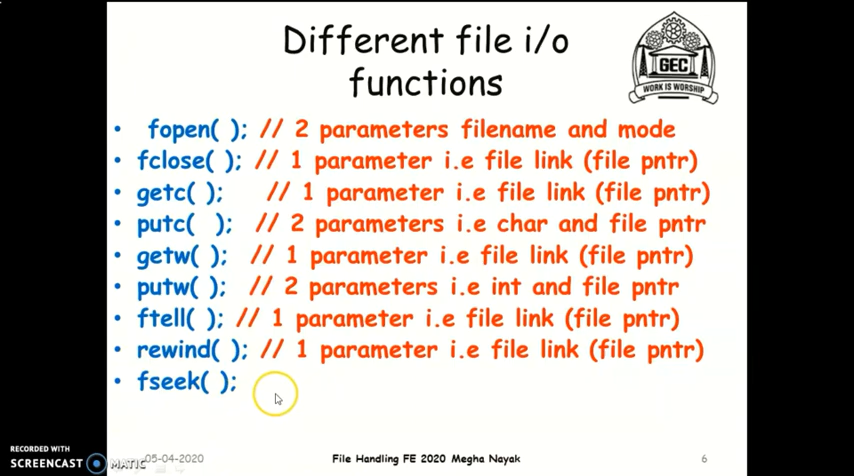 Different file i/o
functions
GEC
WORK IS WORSHIP
• fopen( ); // 2 parameters filename and mode
• fclose( ); // 1 parameter i.e file link (file pntr)
• getc( ); // 1 parameter i.e file link (file pntr)
• putc( ); // 2 parameters i.e char and file pntr
• getw( ); // 1 parameter i.e file link (file pntr)
• putw( ); // 2 parameters i.e int and file pntr
• ftell( ); // 1 parameter i.e file link (file pntr)
• rewind( ); // 1 parameter i.e file link (file pntr)
• fseek( );
RECORDED WITH
SCREENCAST MATIC
05-04-2020 File Handling FE 2020 Megha Nayak 6